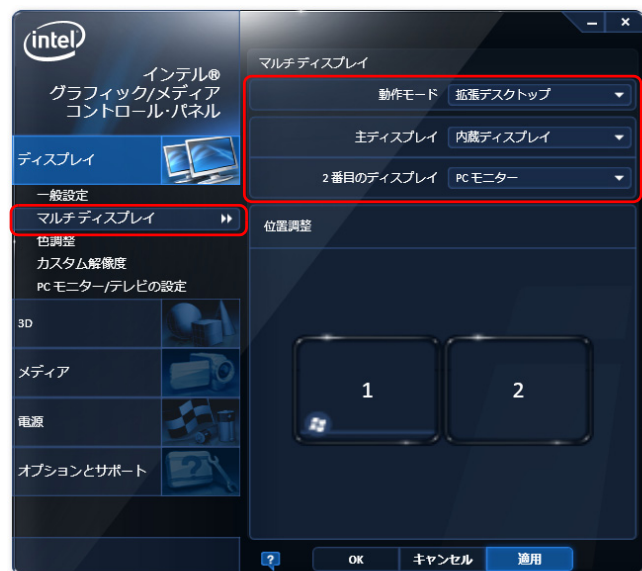 intel
インテル®
グラフィック/メディア
コントロール・パネル
ディスプレイ
一般設定
マルチディスプレイ
色調整
カスタム解像度
PC モニター/テレビの設定
3D
メディア
電源
オプションとサポート
マルチディスプレイ
動作モード 拡張デスクトップ
主ディスプレイ 内蔵ディスプレイ
2 番目のディスプレイ PC モニター
位置調整
1 2
? OK キャンセル 適用